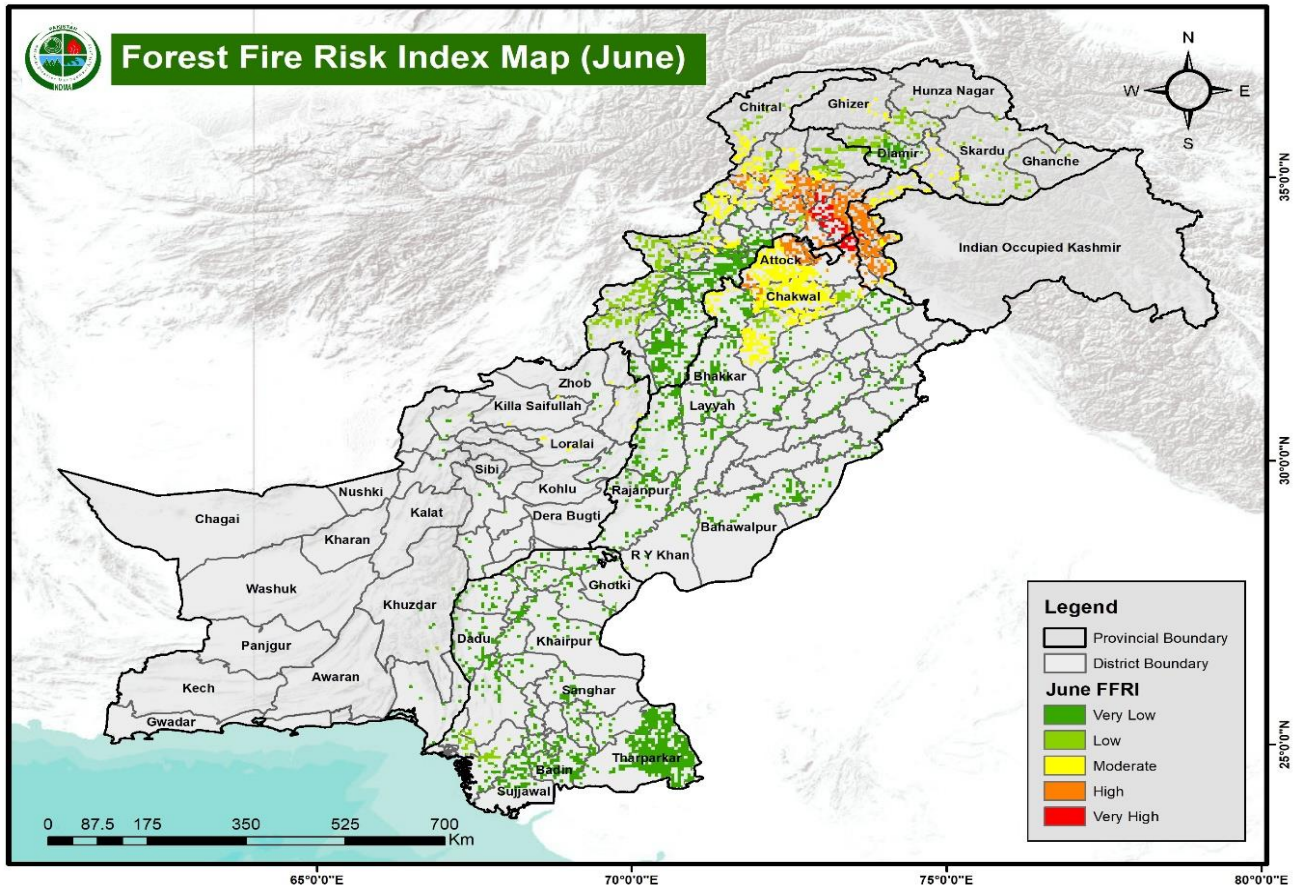 PAKISTAN
NDMA
Forest Fire Risk Index Map (June)
N
W
E
S
Chitral
Ghizer
Hunza Nagar
Diamir
Skardu
Ghanche
35°0'0"N
Indian Occupied Kashmir
Attock
Chakwal
Bhakkar
Zhob
Killa Saifullah
Layyah
Loralai
30°0'0"N
Sibi
Nushki
Kohlu
Rajanpur
Chagai
Kalat
Dera Bugti
Bahawalpur
Kharan
R Y Khan
Washuk
Ghotki
Khuzdar
Panjgur
Dadu
Khairpur
Awaran
Kech
Sanghar
Gwadar
25°0'0"N
Tharparkar
Badin
Sujjawal
Legend
Provincial Boundary
District Boundary
June FFRI
Very Low
Low
Moderate
High
Very High
0 87.5 175 350 525 700
Km
65°0'0"E 70°0'0"E 75°0'0"E 80°0'0"E